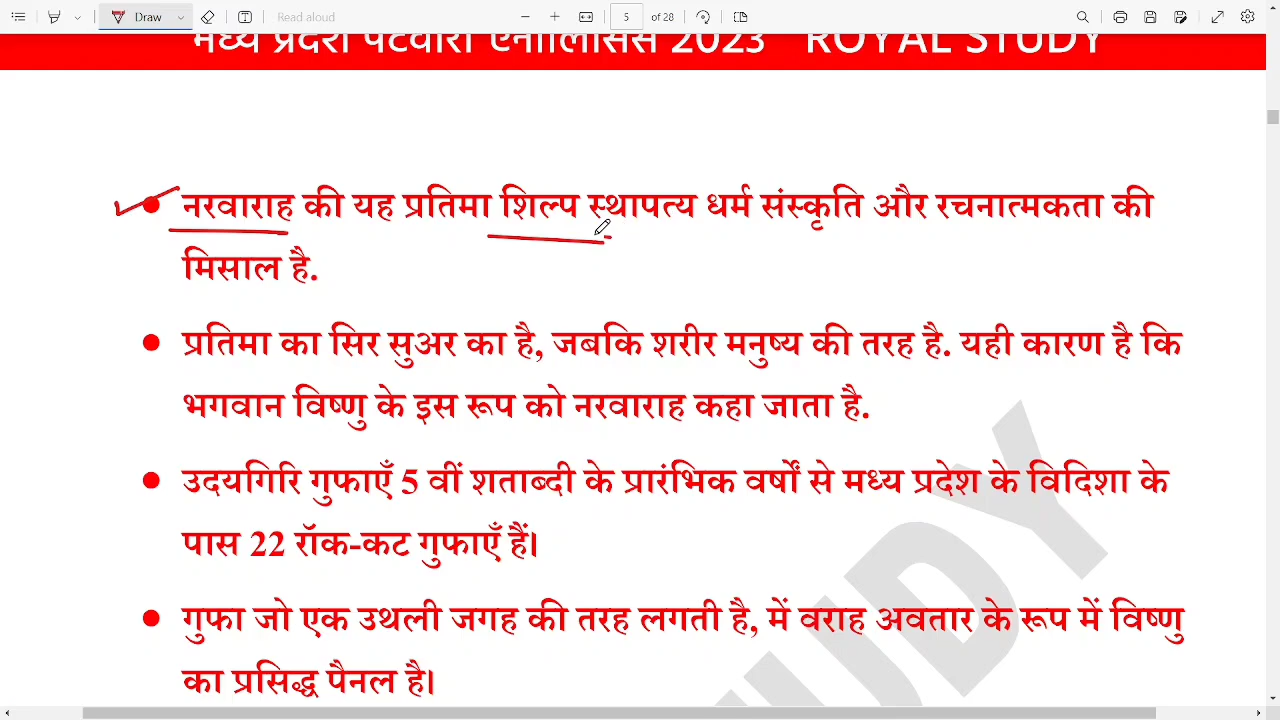 Draw
Read aloud
5 of 28
मध्य प्रदेश पटवारी एनालिसिस 2023 ROYAL STUDY
• नरवाराह की यह प्रतिमा शिल्प स्थापत्य धर्म संस्कृति और रचनात्मकता की
मिसाल है.
• प्रतिमा का सिर सुअर का है, जबकि शरीर मनुष्य की तरह है. यही कारण है कि
भगवान विष्णु के इस रूप को नरवाराह कहा जाता है.
• उदयगिरि गुफाएँ 5 वीं शताब्दी के प्रारंभिक वर्षों से मध्य प्रदेश के विदिशा के
पास 22 रॉक-कट गुफाएँ हैं।
• गुफा जो एक उथली जगह की तरह लगती है, में वराह अवतार के रूप में विष्णु
का प्रसिद्ध पैनल है।
STUDY